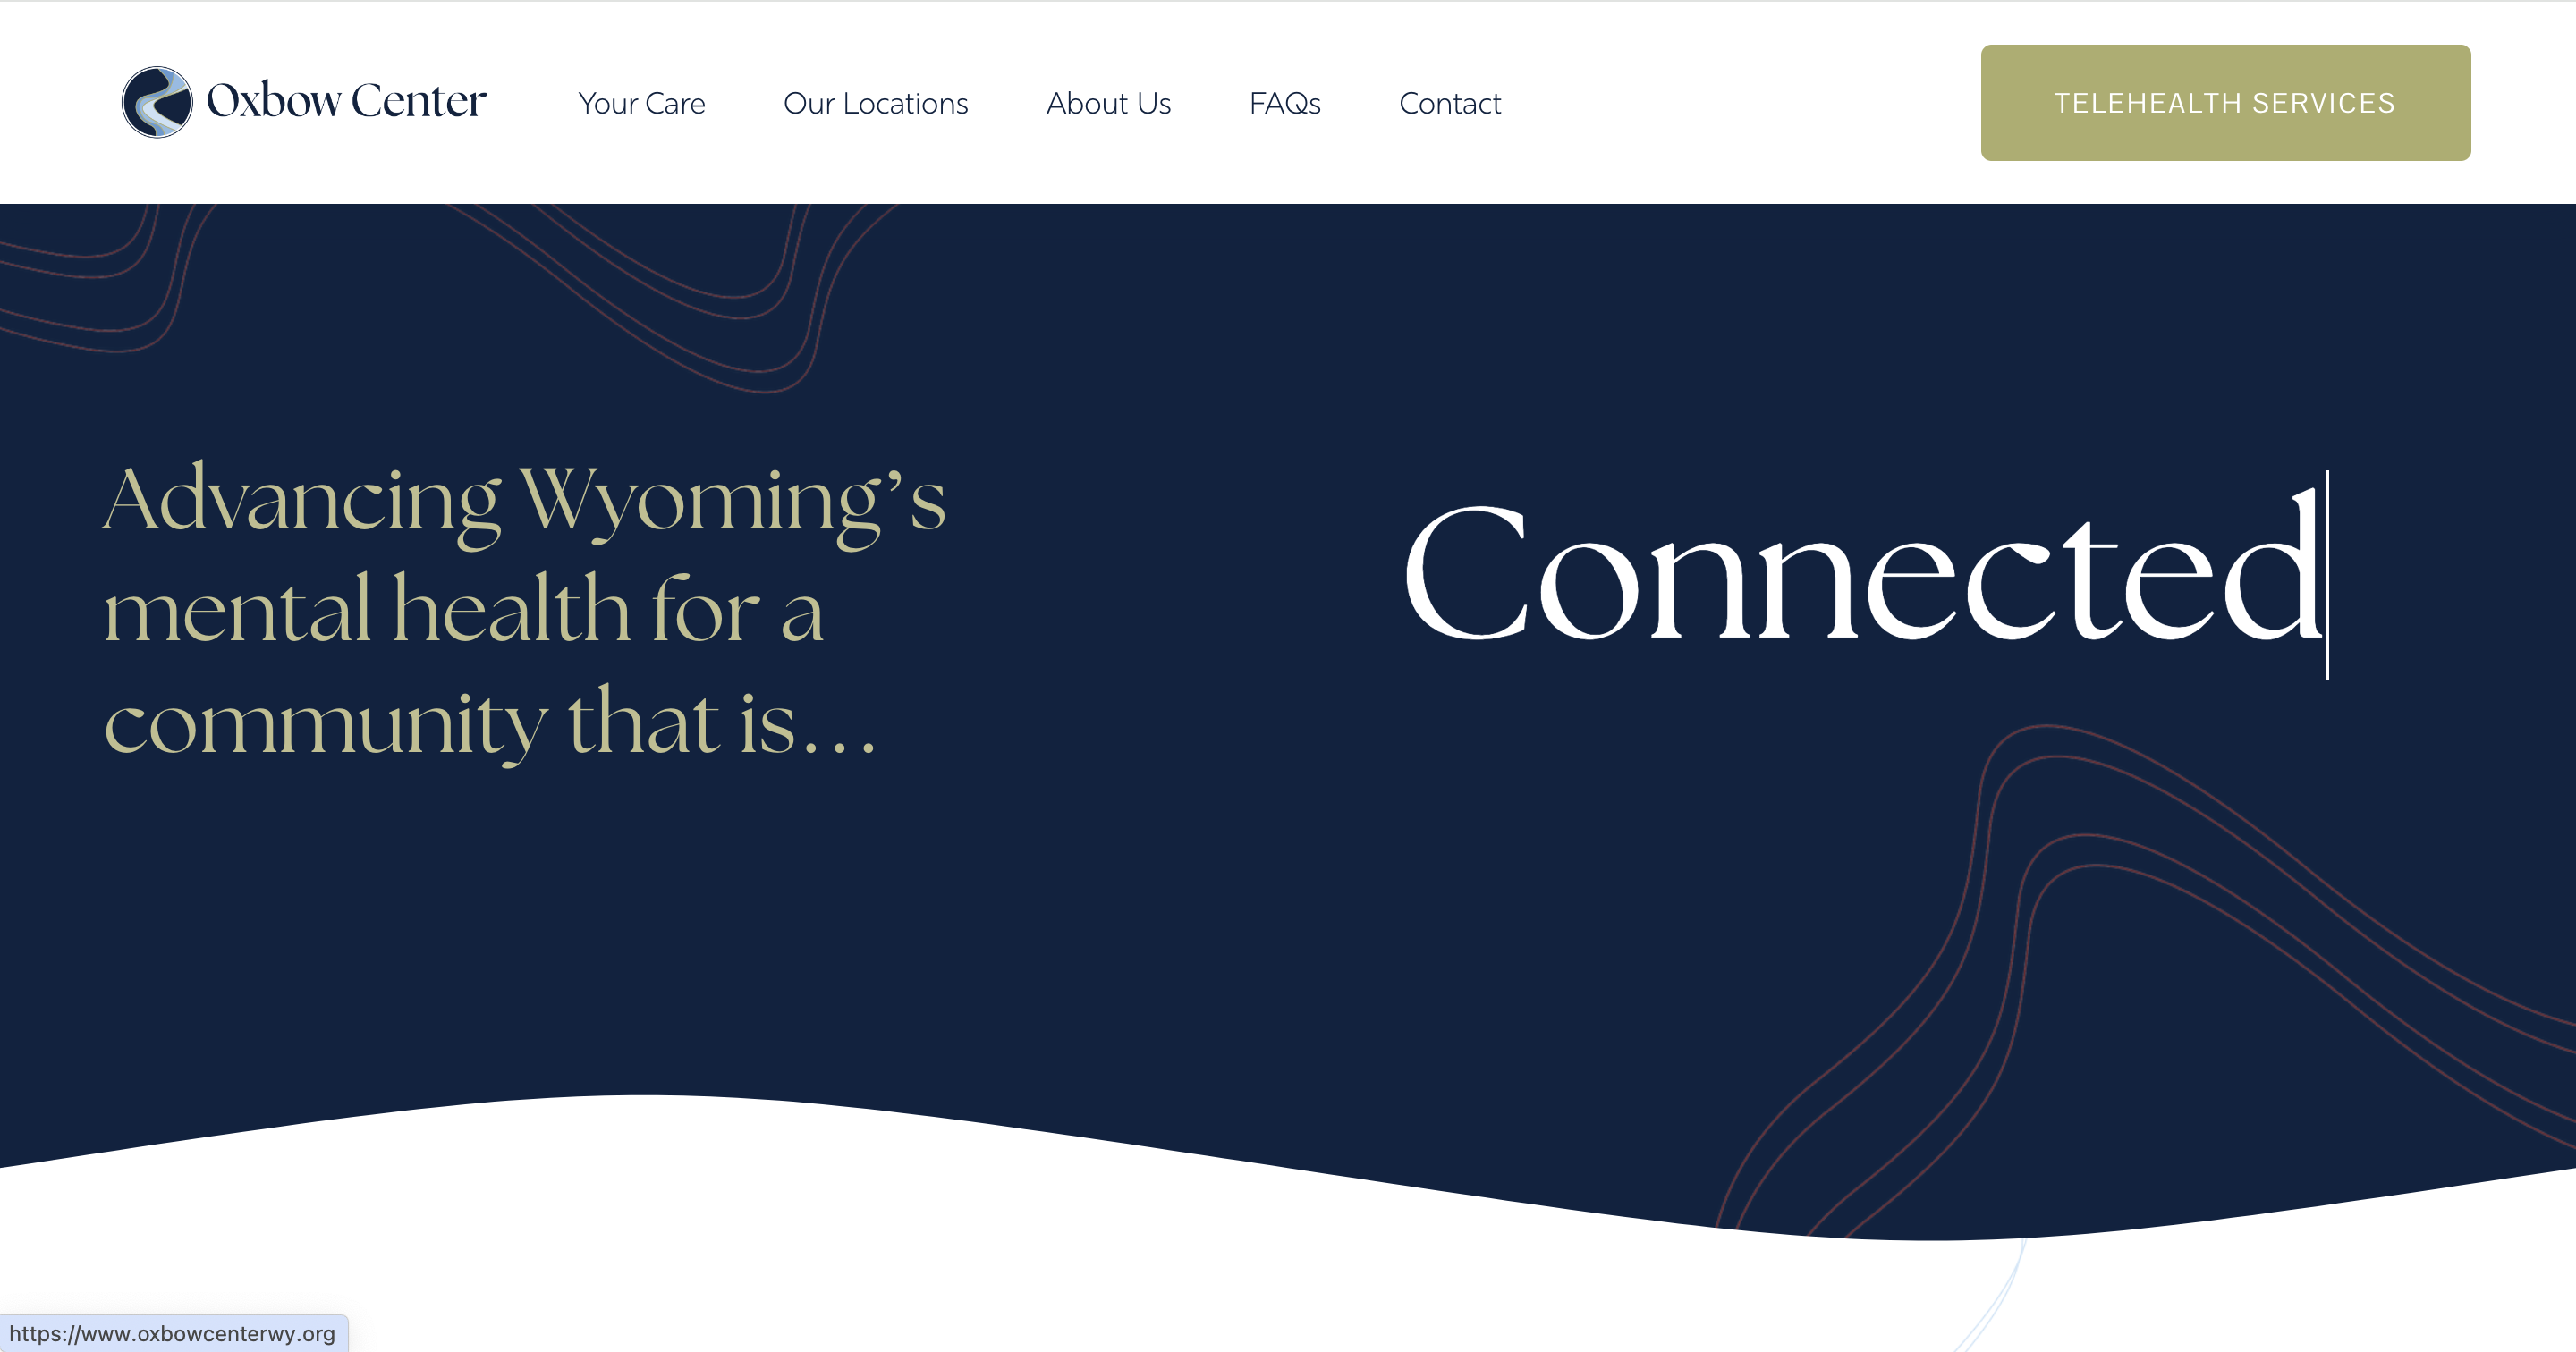 Oxbow Center
Your Care
Our Locations
About Us
FAQs
Contact
TELEHEALTH SERVICES
Advancing Wyoming’s
mental health for a
community that is...
Connected
https://www.oxbowcenterwy.org